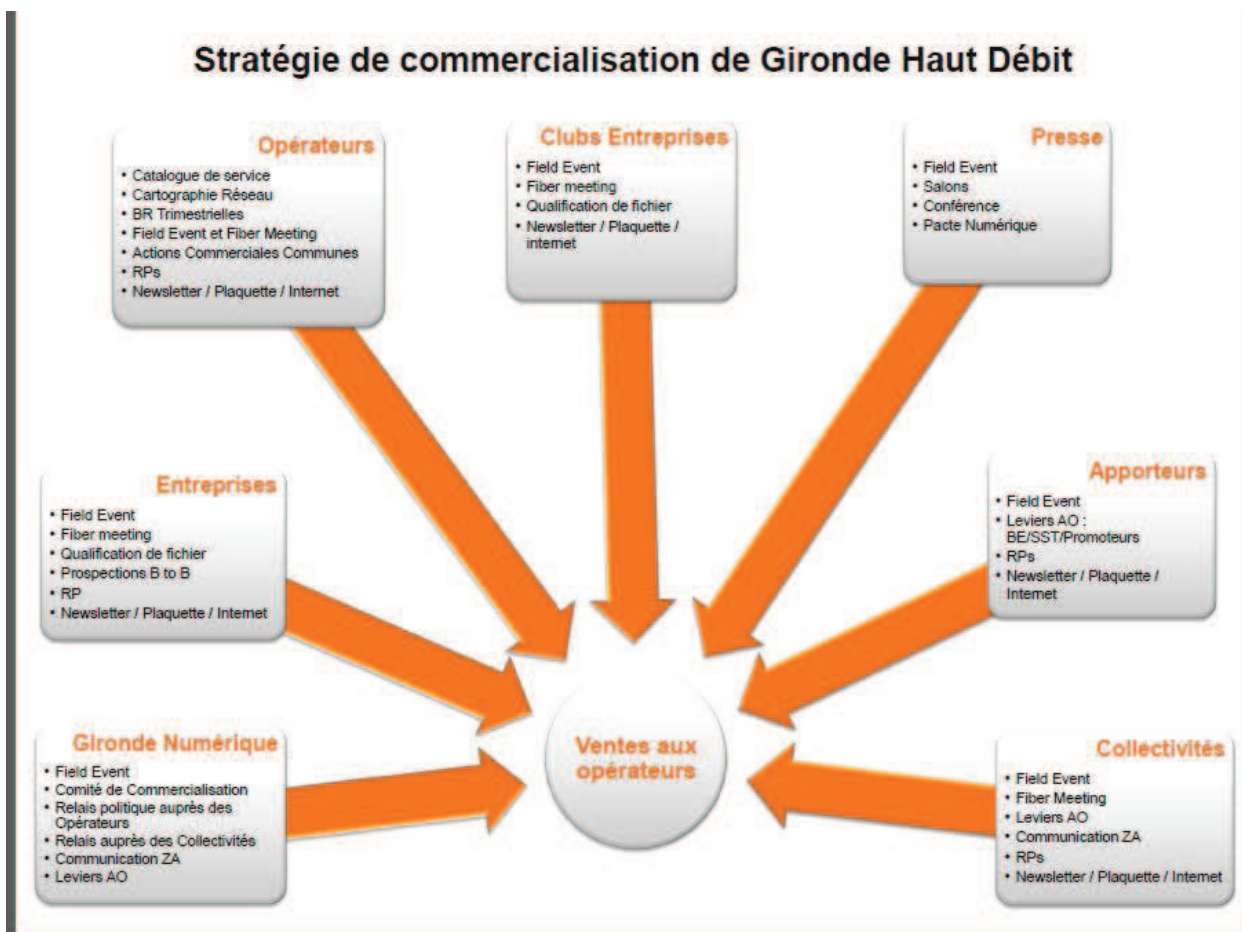 Stratégie de commercialisation de Gironde Haut Débit
Opérateurs
• Catalogue de service
• Cartographie Réseau
• BR Trimestrielles
• Field Event et Fiber Meeting
• Actions Commerciales Communes
• RPs
• Newsletter / Plaquette / Internet
Clubs Entreprises
• Field Event
• Fiber meeting
• Qualification de fichier
• Newsletter / Plaquette /
internet
Presse
• Field Event
• Salons
• Conférence
• Pacte Numérique
Entreprises
• Field Event
• Fiber meeting
• Qualification de fichier
• Prospections B to B
• RP
• Newsletter / Plaquette / Internet
Apporteurs
• Field Event
• Leviers AO :
BE/SST/Promoteurs
• RPs
• Newsletter / Plaquette /
Internet
Gironde Numérique
• Field Event
• Comité de Commercialisation
• Relais politique auprès des
Opérateurs
• Relais auprès des Collectivités
• Communication ZA
• Leviers AO
Ventes aux
opérateurs
Collectivités
• Field Event
• Fiber Meeting
• Leviers AO
• Communication ZA
• RPs
• Newsletter / Plaquette / Internet